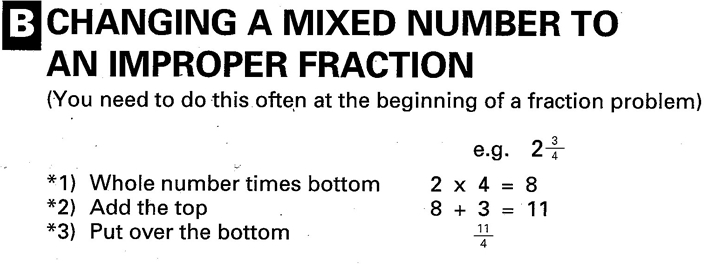 B CHANGING A MIXED NUMBER TO
AN IMPROPER FRACTION
(You need to do this often at the beginning of a fraction problem)
e.g. 2 3/4
*1) Whole number times bottom 2 x 4 = 8
*2) Add the top 8 + 3 = 11
*3) Put over the bottom 11/4